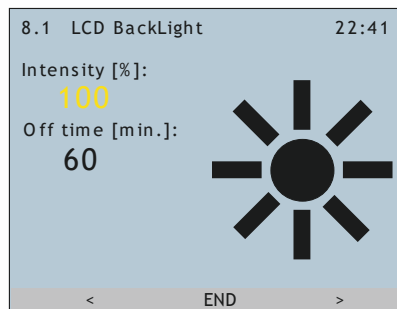 8.1 LCD BackLight 22:41
Intensity [%]:
100
Off time [min.]:
60
< END >